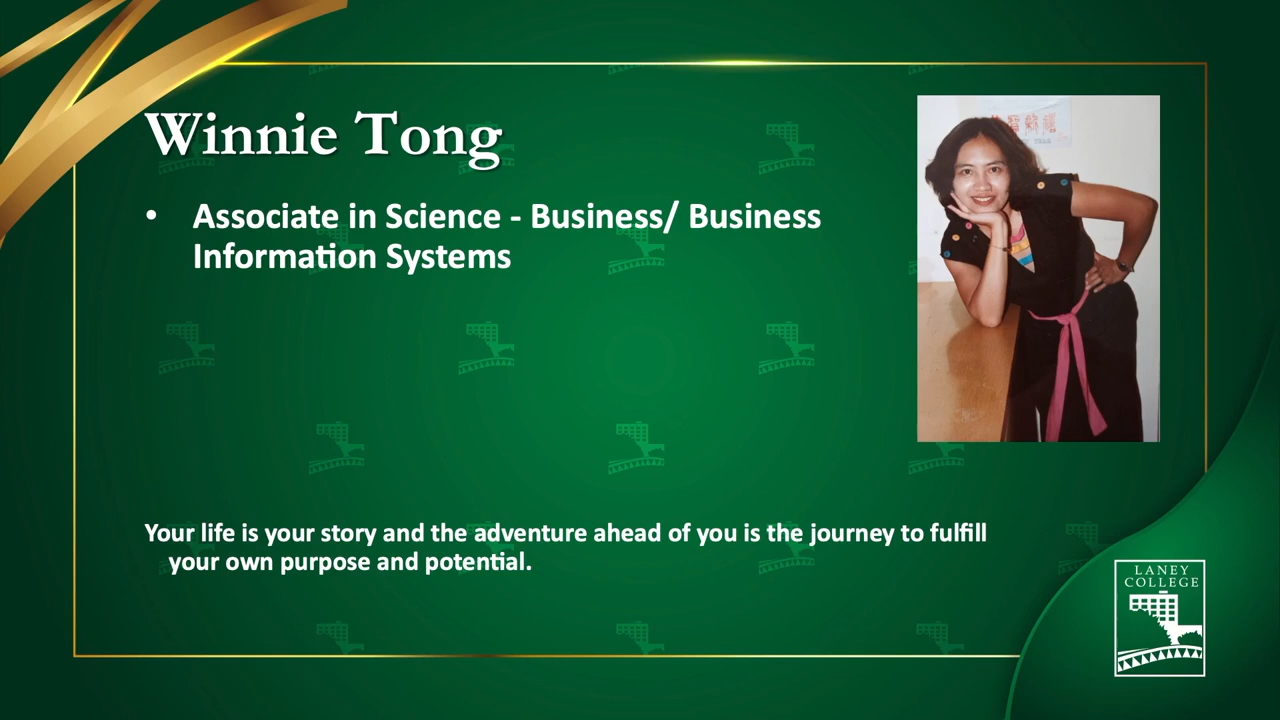 Winnie Tong
• Associate in Science - Business/ Business
Information Systems
Your life is your story and the adventure ahead of you is the journey to fulfill
your own purpose and potential.
LANEY
COLLEGE